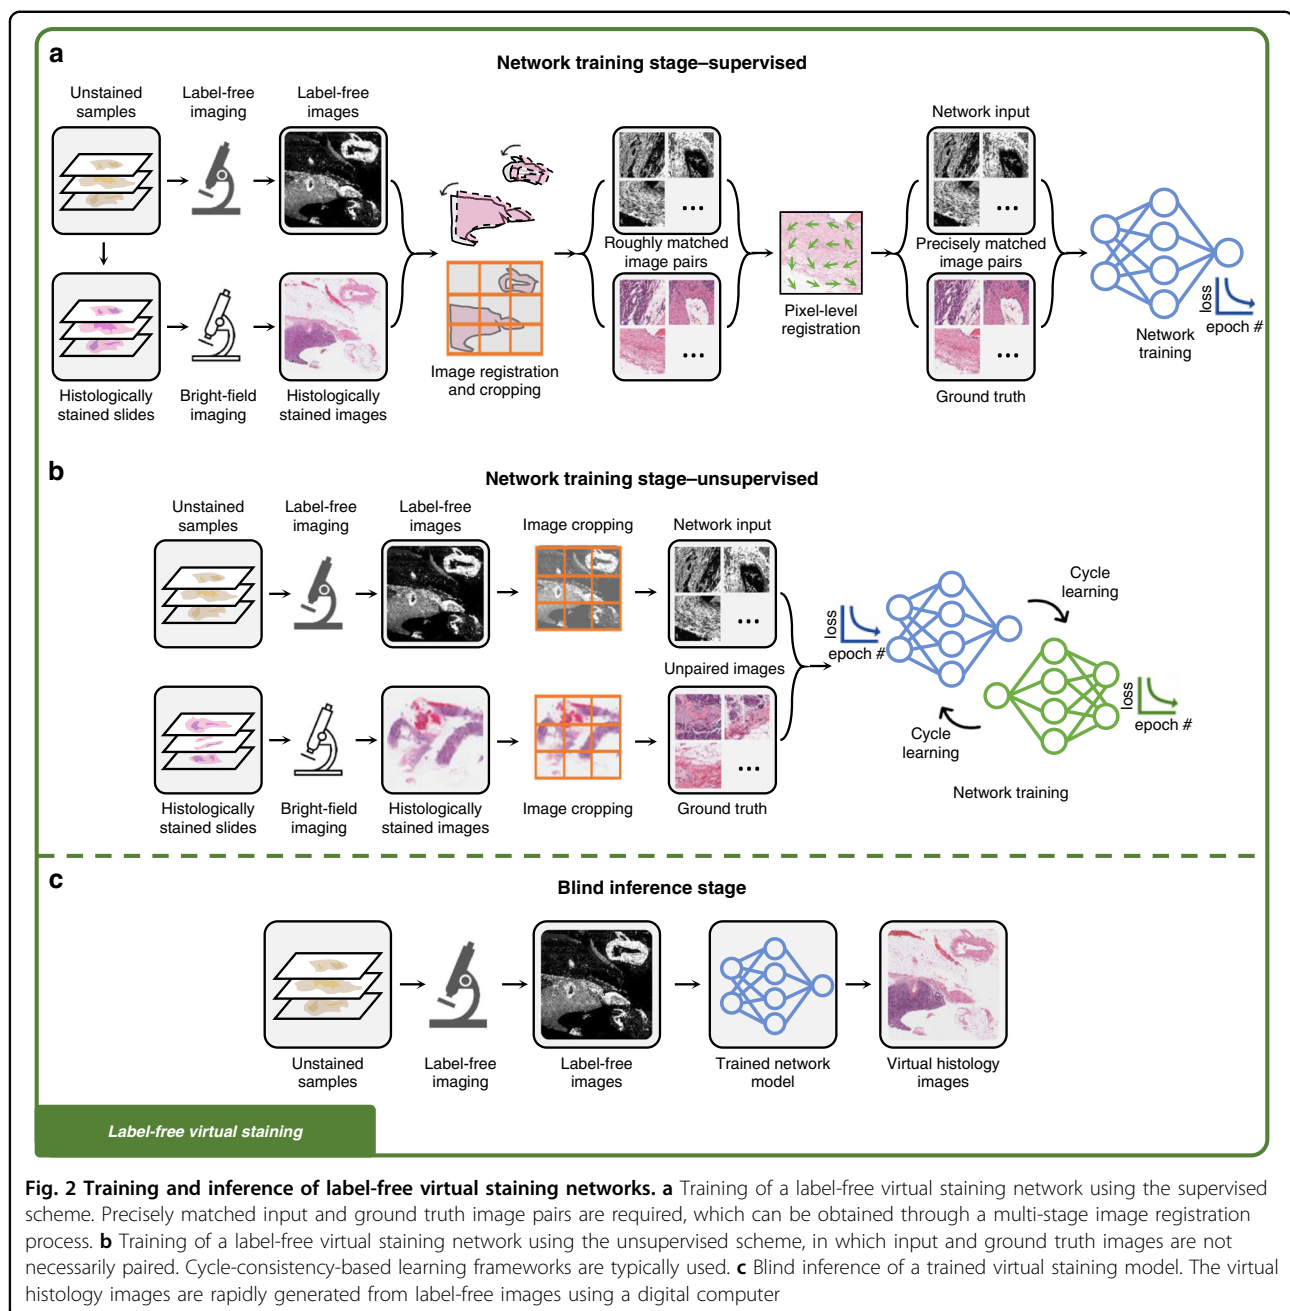 a
Network training stage–supervised
Unstained
samples
Label-free
imaging
Label-free
images
Network input
Roughly matched
image pairs
Precisely matched
image pairs
Pixel-level
registration
loss
epoch #
Network
training
Image registration
and cropping
Histologically
stained slides
Bright-field
imaging
Histologically
stained images
Ground truth
b
Network training stage–unsupervised
Unstained
samples
Label-free
imaging
Label-free
images
Image cropping
Network input
Cycle
learning
loss
epoch #
Unpaired images
loss
epoch #
Cycle
learning
Network training
Histologically
stained slides
Bright-field
imaging
Histologically
stained images
Image cropping
Ground truth
c
Blind inference stage
Unstained
samples
Label-free
imaging
Label-free
images
Trained network
model
Virtual histology
images
Label-free virtual staining
Fig. 2 Training and inference of label-free virtual staining networks. a Training of a label-free virtual staining network using the supervised
scheme. Precisely matched input and ground truth image pairs are required, which can be obtained through a multi-stage image registration
process. b Training of a label-free virtual staining network using the unsupervised scheme, in which input and ground truth images are not
necessarily paired. Cycle-consistency-based learning frameworks are typically used. c Blind inference of a trained virtual staining model. The virtual
histology images are rapidly generated from label-free images using a digital computer